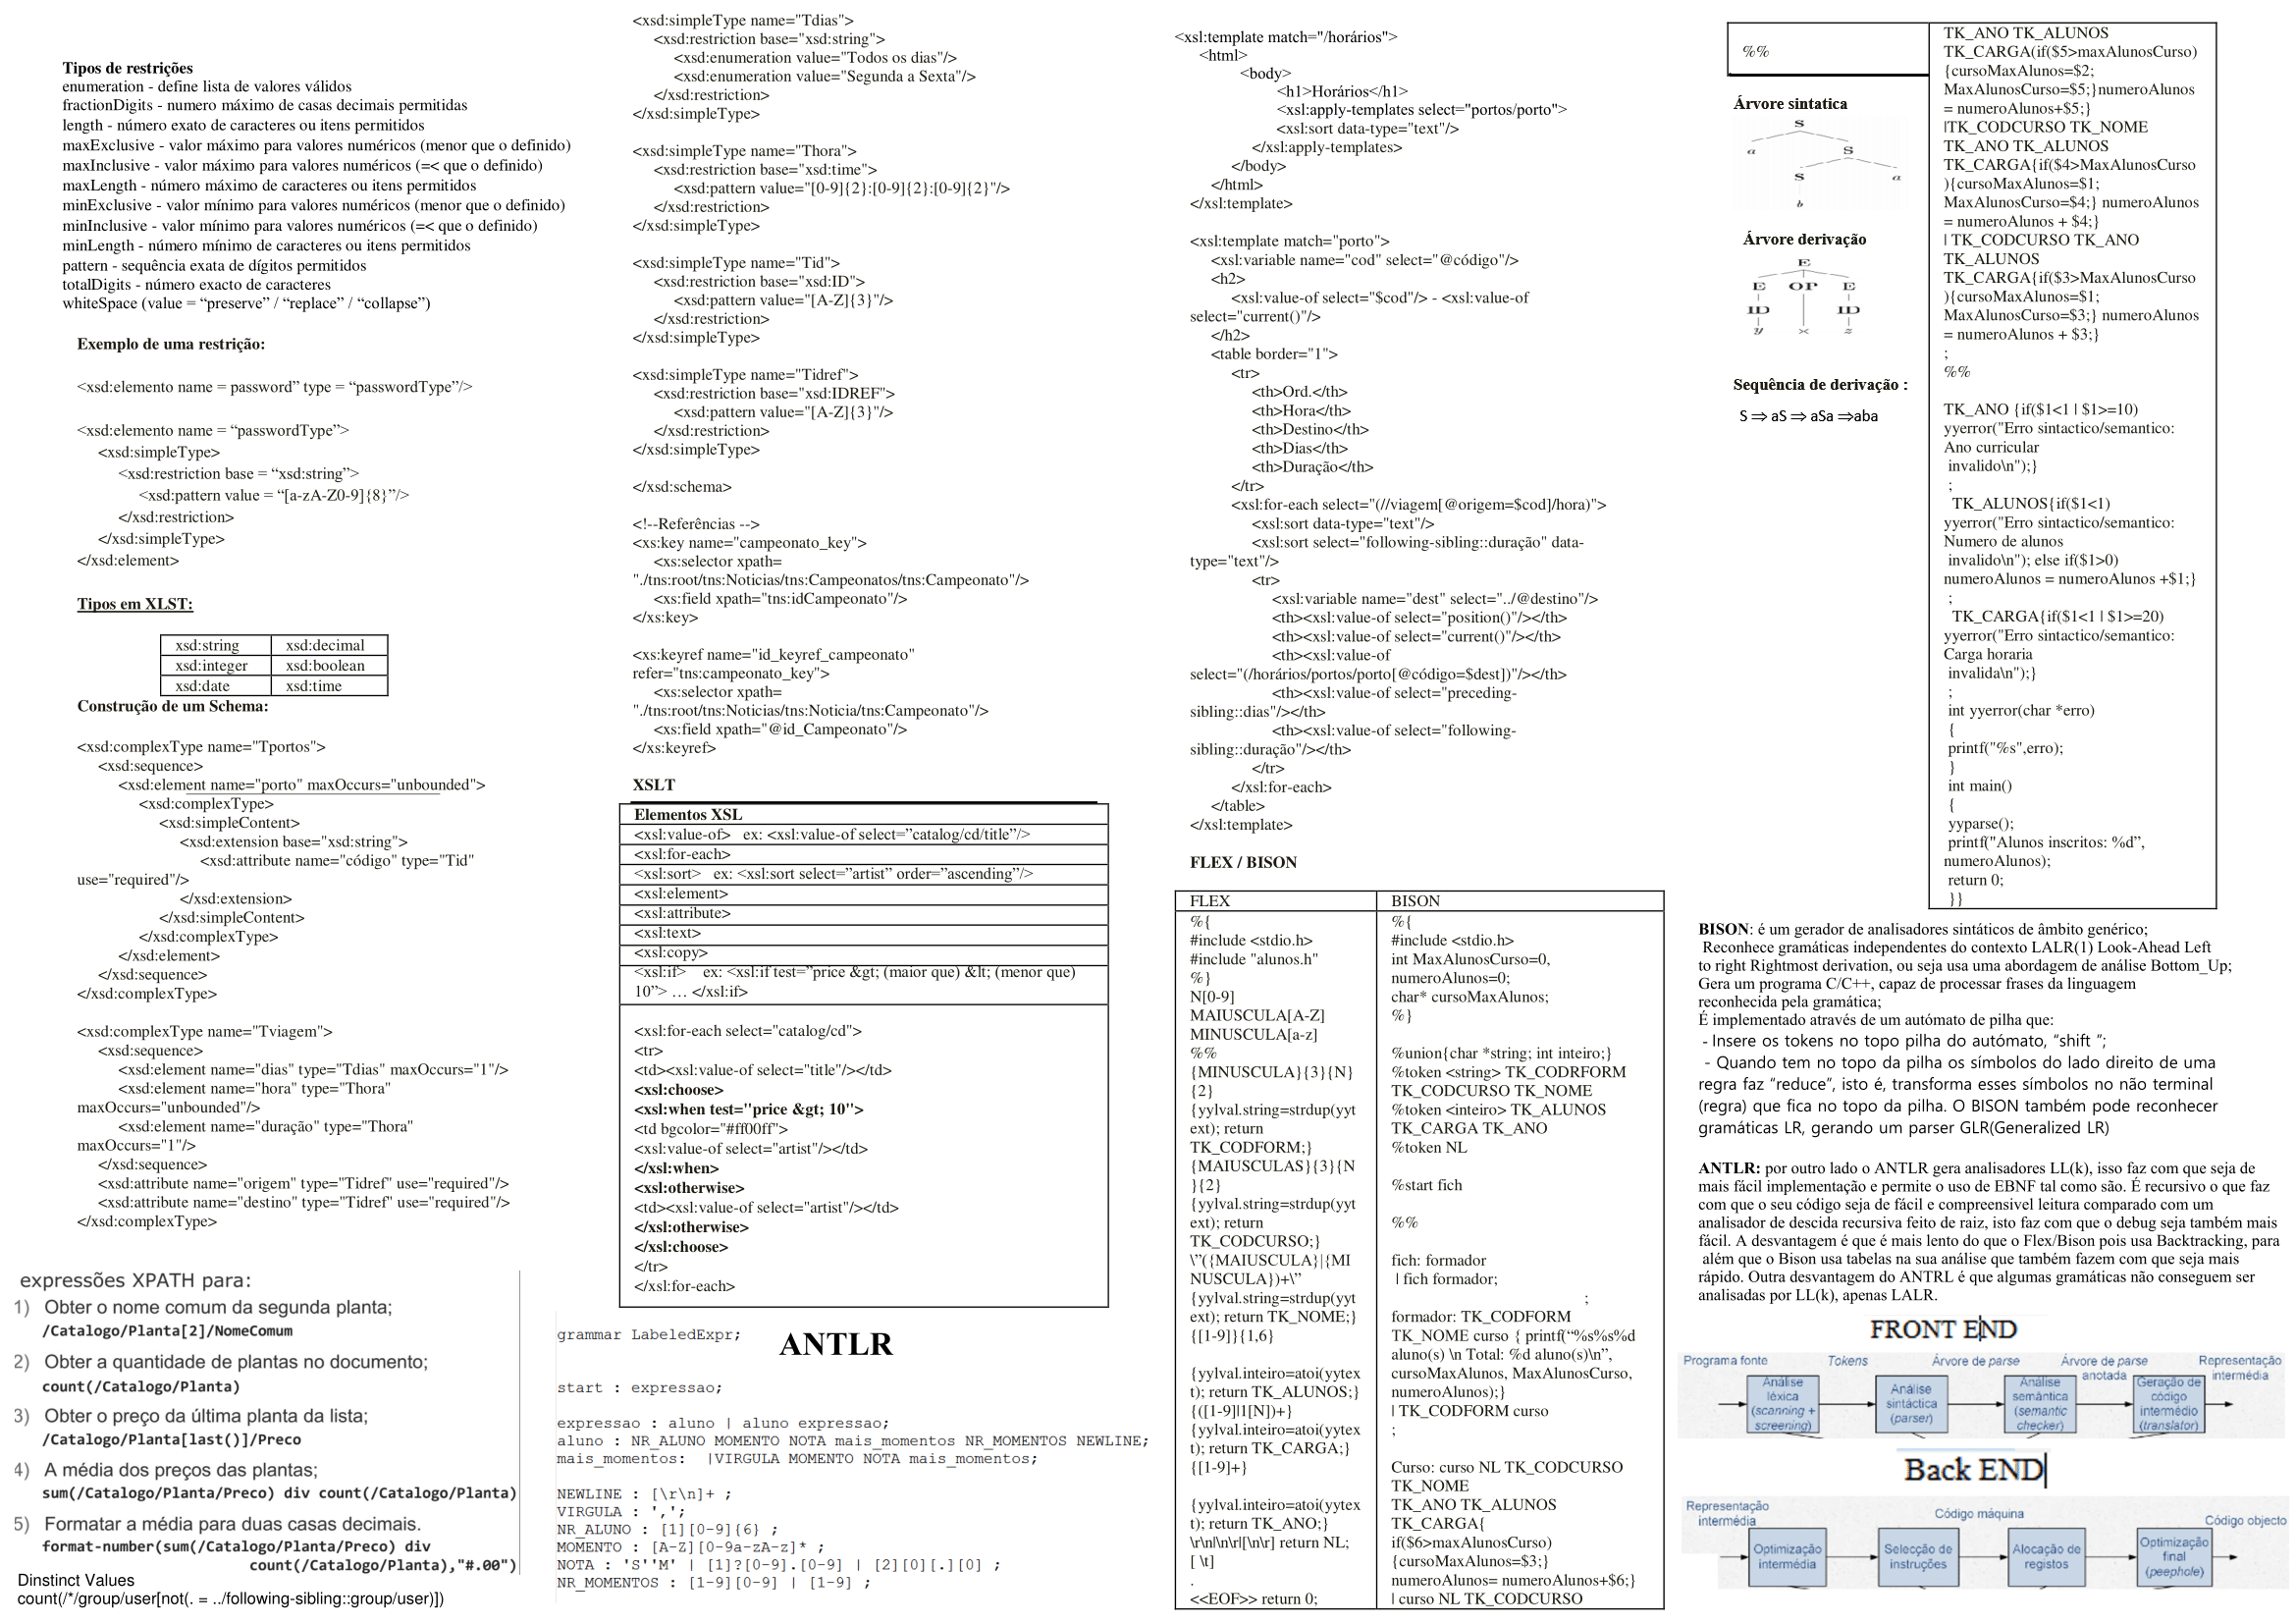 Tipos de restrições
enumeration - define lista de valores válidos
fractionDigits - numero máximo de casas decimais permitidas
length - número exato de caracteres ou itens permitidos
maxExclusive - valor máximo para valores numéricos (menor que o definido)
maxInclusive - valor máximo para valores numéricos (=< que o definido)
maxLength - número máximo de caracteres ou itens permitidos
minExclusive - valor mínimo para valores numéricos (menor que o definido)
minInclusive - valor mínimo para valores numéricos (=< que o definido)
minLength - número mínimo de caracteres ou itens permitidos
pattern - sequência exata de dígitos permitidos
totalDigits - número exacto de caracteres
whiteSpace (value = “preserve” / “replace” / “collapse”)
Exemplo de uma restrição:
<xsd:elemento name = password” type = “passwordType”/>
<xsd:elemento name = “passwordType”>
<xsd:simpleType>
<xsd:restriction base = “xsd:string”>
<xsd:pattern value = “[a-zA-Z0-9]{8}”/>
</xsd:restriction>
</xsd:simpleType>
</xsd:element>
Tipos em XLST:
xsd:string xsd:decimal
xsd:integer xsd:boolean
xsd:date xsd:time
Construção de um Schema:
<xsd:complexType name="Tportos">
<xsd:sequence>
<xsd:element name="porto" maxOccurs="unbounded">
<xsd:complexType>
<xsd:simpleContent>
<xsd:extension base="xsd:string">
<xsd:attribute name="código" type="Tid"
use="required"/>
</xsd:extension>
</xsd:simpleContent>
</xsd:complexType>
</xsd:element>
</xsd:sequence>
</xsd:complexType>
<xsd:complexType name="Tviagem">
<xsd:sequence>
<xsd:element name="dias" type="Tdias" maxOccurs="1"/>
<xsd:element name="hora" type="Thora"
maxOccurs="unbounded"/>
<xsd:element name="duração" type="Thora"
maxOccurs="1"/>
</xsd:sequence>
<xsd:attribute name="origem" type="Tidref" use="required"/>
<xsd:attribute name="destino" type="Tidref" use="required"/>
</xsd:complexType>
expressões XPATH para:
1) Obter o nome comum da segunda planta;
/Catalogo/Planta[2]/NomeComum
2) Obter a quantidade de plantas no documento;
count(/Catalogo/Planta)
3) Obter o preço da última planta da lista;
/Catalogo/Planta[last()]/Preco
4) A média dos preços das plantas;
sum(/Catalogo/Planta/Preco) div count(/Catalogo/Planta)
5) Formatar a média para duas casas decimais.
format-number(sum(/Catalogo/Planta/Preco) div
count(/Catalogo/Planta),"#.00")
Dinstinct Values
count(/*/group/user[not(. = ../following-sibling::group/user)])
<xsd:simpleType name="Tdias">
<xsd:restriction base="xsd:string">
<xsd:enumeration value="Todos os dias"/>
<xsd:enumeration value="Segunda a Sexta"/>
</xsd:restriction>
</xsd:simpleType>
<xsd:simpleType name="Thora">
<xsd:restriction base="xsd:time">
<xsd:pattern value="[0-9]{2}:[0-9]{2}:[0-9]{2}"/>
</xsd:restriction>
</xsd:simpleType>
<xsd:simpleType name="Tid">
<xsd:restriction base="xsd:ID">
<xsd:pattern value="[A-Z]{3}"/>
</xsd:restriction>
</xsd:simpleType>
<xsd:simpleType name="Tidref">
<xsd:restriction base="xsd:IDREF">
<xsd:pattern value="[A-Z]{3}"/>
</xsd:restriction>
</xsd:simpleType>
</xsd:schema>
<!--Referências -->
<xs:key name="campeonato_key">
<xs:selector xpath=
"./tns:root/tns:Noticias/tns:Campeonatos/tns:Campeonato"/>
<xs:field xpath="tns:idCampeonato"/>
</xs:key>
<xs:keyref name="id_keyref_campeonato"
refer="tns:campeonato_key">
<xs:selector xpath=
"./tns:root/tns:Noticias/tns:Noticia/tns:Campeonato"/>
<xs:field xpath="@id_Campeonato"/>
</xs:keyref>
XSLT
Elementos XSL
<xsl:value-of> ex: <xsl:value-of select=”catalog/cd/title”/>
<xsl:for-each>
<xsl:sort> ex: <xsl:sort select=”artist” order=”ascending”/>
<xsl:element>
<xsl:attribute>
<xsl:text>
<xsl:copy>
<xsl:if> ex: <xsl:if test=”price &gt; (maior que) &lt; (menor que)
10”> … </xsl:if>
<xsl:for-each select="catalog/cd">
<tr>
<td><xsl:value-of select="title"/></td>
<xsl:choose>
<xsl:when test="price &gt; 10">
<td bgcolor="#ff00ff">
<xsl:value-of select="artist"/></td>
</xsl:when>
<xsl:otherwise>
<td><xsl:value-of select="artist"/></td>
</xsl:otherwise>
</xsl:choose>
</tr>
</xsl:for-each>
grammar LabeledExpr; ANTLR
start : expressao;
expressao : aluno | aluno expressao;
aluno : NR_ALUNO MOMENTO NOTA mais_momentos NR_MOMENTOS NEWLINE;
mais_momentos: |VIRGULA MOMENTO NOTA mais_momentos;
NEWLINE : [\r\n]+ ;
VIRGULA : ',';
NR_ALUNO : [1][0-9]{6} ;
MOMENTO : [A-Z][0-9a-zA-z]* ;
NOTA : 'S''M' | [1]?[0-9].[0-9] | [2][0][.][0] ;
NR_MOMENTOS : [1-9][0-9] | [1-9] ;
<xsl:template match="/horários">
<html>
<body>
<h1>Horários</h1>
<xsl:apply-templates select="portos/porto">
<xsl:sort data-type="text"/>
</xsl:apply-templates>
</body>
</html>
</xsl:template>
<xsl:template match="porto">
<xsl:variable name="cod" select="@código"/>
<h2>
<xsl:value-of select="$cod"/> - <xsl:value-of
select="current()"/>
</h2>
<table border="1">
<tr>
<th>Ord.</th>
<th>Hora</th>
<th>Destino</th>
<th>Dias</th>
<th>Duração</th>
</tr>
<xsl:for-each select="(//viagem[@origem=$cod]/hora)">
<xsl:sort data-type="text"/>
<xsl:sort select="following-sibling::duração" data-
type="text"/>
<tr>
<xsl:variable name="dest" select="../@destino"/>
<th><xsl:value-of select="position()"/></th>
<th><xsl:value-of select="current()"/></th>
<th><xsl:value-of
select="(/horários/portos/porto[@código=$dest])"/></th>
<th><xsl:value-of select="preceding-
sibling::dias"/></th>
<th><xsl:value-of select="following-
sibling::duração"/></th>
</tr>
</xsl:for-each>
</table>
</xsl:template>
FLEX / BISON
FLEX
%{
#include <stdio.h>
#include "alunos.h"
%}
N[0-9]
MAIUSCULA[A-Z]
MINUSCULA[a-z]
%%
{MINUSCULA}{3}{N}
{2}
{yylval.string=strdup(yyt
ext); return
TK_CODFORM;}
{MAIUSCULAS}{3}{N
}{2}
{yylval.string=strdup(yyt
ext); return
TK_CODCURSO;}
\”({MAIUSCULA}|{MI
NUSCULA})+\”
{yylval.string=strdup(yyt
ext); return TK_NOME;}
{[1-9]}{1,6}
{yylval.inteiro=atoi(yytex
t); return TK_ALUNOS;}
{([1-9]|1[N])+}
{yylval.inteiro=atoi(yytex
t); return TK_CARGA;}
{[1-9]+}
{yylval.inteiro=atoi(yytex
t); return TK_ANO;}
\r\n|\n\r|[\n\r] return NL;
[ \t]
.
<<EOF>> return 0;
BISON
%{
#include <stdio.h>
int MaxAlunosCurso=0,
numeroAlunos=0;
char* cursoMaxAlunos;
%}
%union{char *string; int inteiro;}
%token <string> TK_CODRFORM
TK_CODCURSO TK_NOME
%token <inteiro> TK_ALUNOS
TK_CARGA TK_ANO
%token NL
%start fich
%%
fich: formador
| fich formador;
;
formador: TK_CODFORM
TK_NOME curso { printf(“%s%s%d
aluno(s) \n Total: %d aluno(s)\n”,
cursoMaxAlunos, MaxAlunosCurso,
numeroAlunos);}
| TK_CODFORM curso
;
Curso: curso NL TK_CODCURSO
TK_NOME
TK_ANO TK_ALUNOS
TK_CARGA{
if($6>maxAlunosCurso)
{cursoMaxAlunos=$3;}
numeroAlunos= numeroAlunos+$6;}
| curso NL TK_CODCURSO
%%
TK_ANO TK_ALUNOS
TK_CARGA(if($5>maxAlunosCurso)
{cursoMaxAlunos=$2;
MaxAlunosCurso=$5;}numeroAlunos
= numeroAlunos+$5;}
|TK_CODCURSO TK_NOME
TK_ANO TK_ALUNOS
TK_CARGA{if($4>MaxAlunosCurso
){cursoMaxAlunos=$1;
MaxAlunosCurso=$4;} numeroAlunos
= numeroAlunos + $4;}
| TK_CODCURSO TK_ANO
TK_ALUNOS
TK_CARGA{if($3>MaxAlunosCurso
){cursoMaxAlunos=$1;
MaxAlunosCurso=$3;} numeroAlunos
= numeroAlunos + $3;}
;
%%
TK_ANO {if($1<1 | $1>=10)
yyerror("Erro sintactico/semantico:
Ano curricular
invalido\n");}
;
TK_ALUNOS{if($1<1)
yyerror("Erro sintactico/semantico:
Numero de alunos
invalido\n"); else if($1>0)
numeroAlunos = numeroAlunos +$1;}
;
TK_CARGA{if($1<1 | $1>=20)
yyerror("Erro sintactico/semantico:
Carga horaria
invalida\n");}
;
int yyerror(char *erro)
{
printf("%s",erro);
}
int main()
{
yyparse();
printf("Alunos inscritos: %d”,
numeroAlunos);
return 0;
}}
Árvore sintatica
S
a S
S a
b
Árvore derivação
E
E OP E
ID ID
y × z
Sequência de derivação :
S ⇒ aS ⇒ aSa ⇒aba
BISON: é um gerador de analisadores sintáticos de âmbito genérico;
Reconhece gramáticas independentes do contexto LALR(1) Look-Ahead Left
to right Rightmost derivation, ou seja usa uma abordagem de análise Bottom_Up;
Gera um programa C/C++, capaz de processar frases da linguagem
reconhecida pela gramática;
É implementado através de um autómato de pilha que:
- Insere os tokens no topo pilha do autómato, “shift ”;
- Quando tem no topo da pilha os símbolos do lado direito de uma
regra faz “reduce”, isto é, transforma esses símbolos no não terminal
(regra) que fica no topo da pilha. O BISON também pode reconhecer
gramáticas LR, gerando um parser GLR(Generalized LR)
ANTLR: por outro lado o ANTLR gera analisadores LL(k), isso faz com que seja de
mais fácil implementação e permite o uso de EBNF tal como são. É recursivo o que faz
com que o seu código seja de fácil e compreensivel leitura comparado com um
analisador de descida recursiva feito de raiz, isto faz com que o debug seja também mais
fácil. A desvantagem é que é mais lento do que o Flex/Bison pois usa Backtracking, para
além que o Bison usa tabelas na sua análise que também fazem com que seja mais
rápido. Outra desvantagem do ANTRL é que algumas gramáticas não conseguem ser
analisadas por LL(k), apenas LALR.
FRONT END
Programa fonte Tokens Árvore de parse Árvore de parse anotada Representação intermédia
Análise léxica (scanning + screening)
Análise sintáctica (parser)
Análise semântica (semantic checker)
Geração de código intermédio (translator)
Back END
Representação intermédia Código máquina Código objecto
Optimização intermédia
Selecção de instruções
Alocação de registos
Optimização final (peephole)